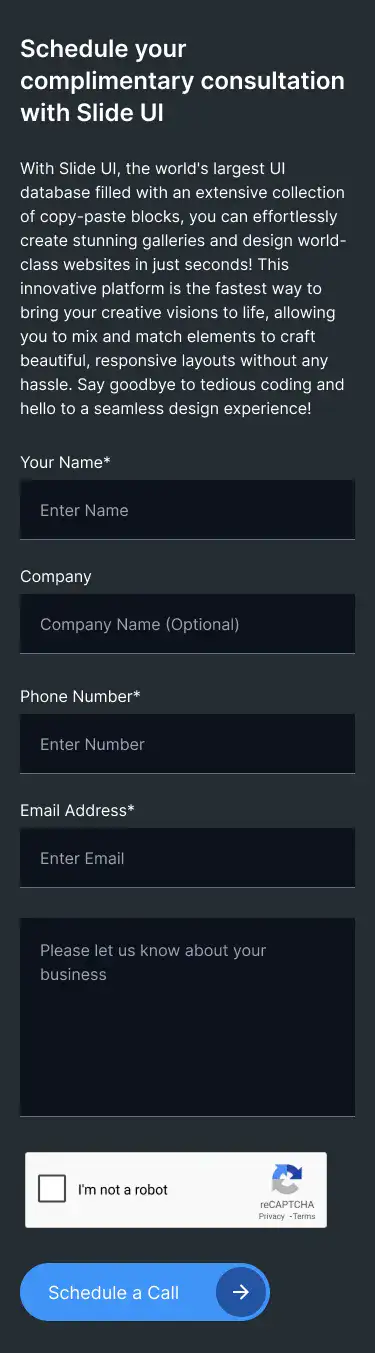 Schedule your
complimentary consultation
with Slide UI
With Slide UI, the world's largest UI
database filled with an extensive collection
of copy-paste blocks, you can effortlessly
create stunning galleries and design world-
class websites in just seconds! This
innovative platform is the fastest way to
bring your creative visions to life, allowing
you to mix and match elements to craft
beautiful, responsive layouts without any
hassle. Say goodbye to tedious coding and
hello to a seamless design experience!
Your Name*
Enter Name
Company
Company Name (Optional)
Phone Number*
Enter Number
Email Address*
Enter Email
Please let us know about your
business
I'm not a robot
reCAPTCHA
Privacy -Terms
Schedule a Call